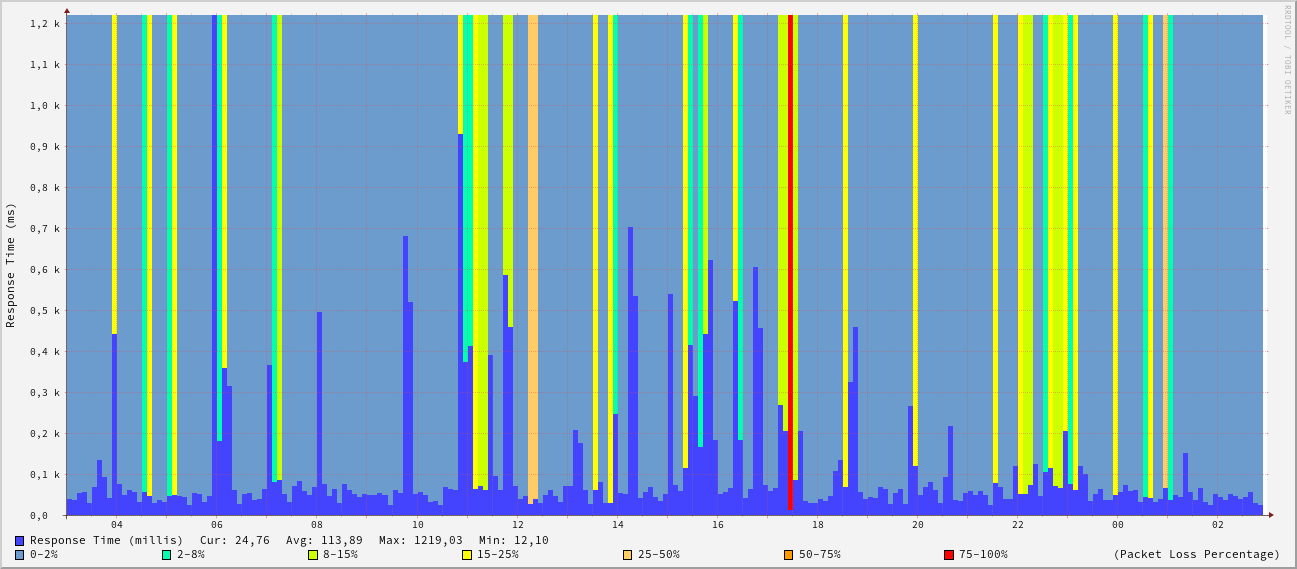 RRDTOOL / TOBI OETIKER
Response Time (ms)
1,2 k
1,1 k
1,0 k
0,9 k
0,8 k
0,7 k
0,6 k
0,5 k
0,4 k
0,3 k
0,2 k
0,1 k
0,0
04 06 08 10 12 14 16 18 20 22 00 02
Response Time (millis) Cur: 24,76 Avg: 113,89 Max: 1219,03 Min: 12,10
0-2% 2-8% 8-15% 15-25% 25-50% 50-75% 75-100% (Packet Loss Percentage)